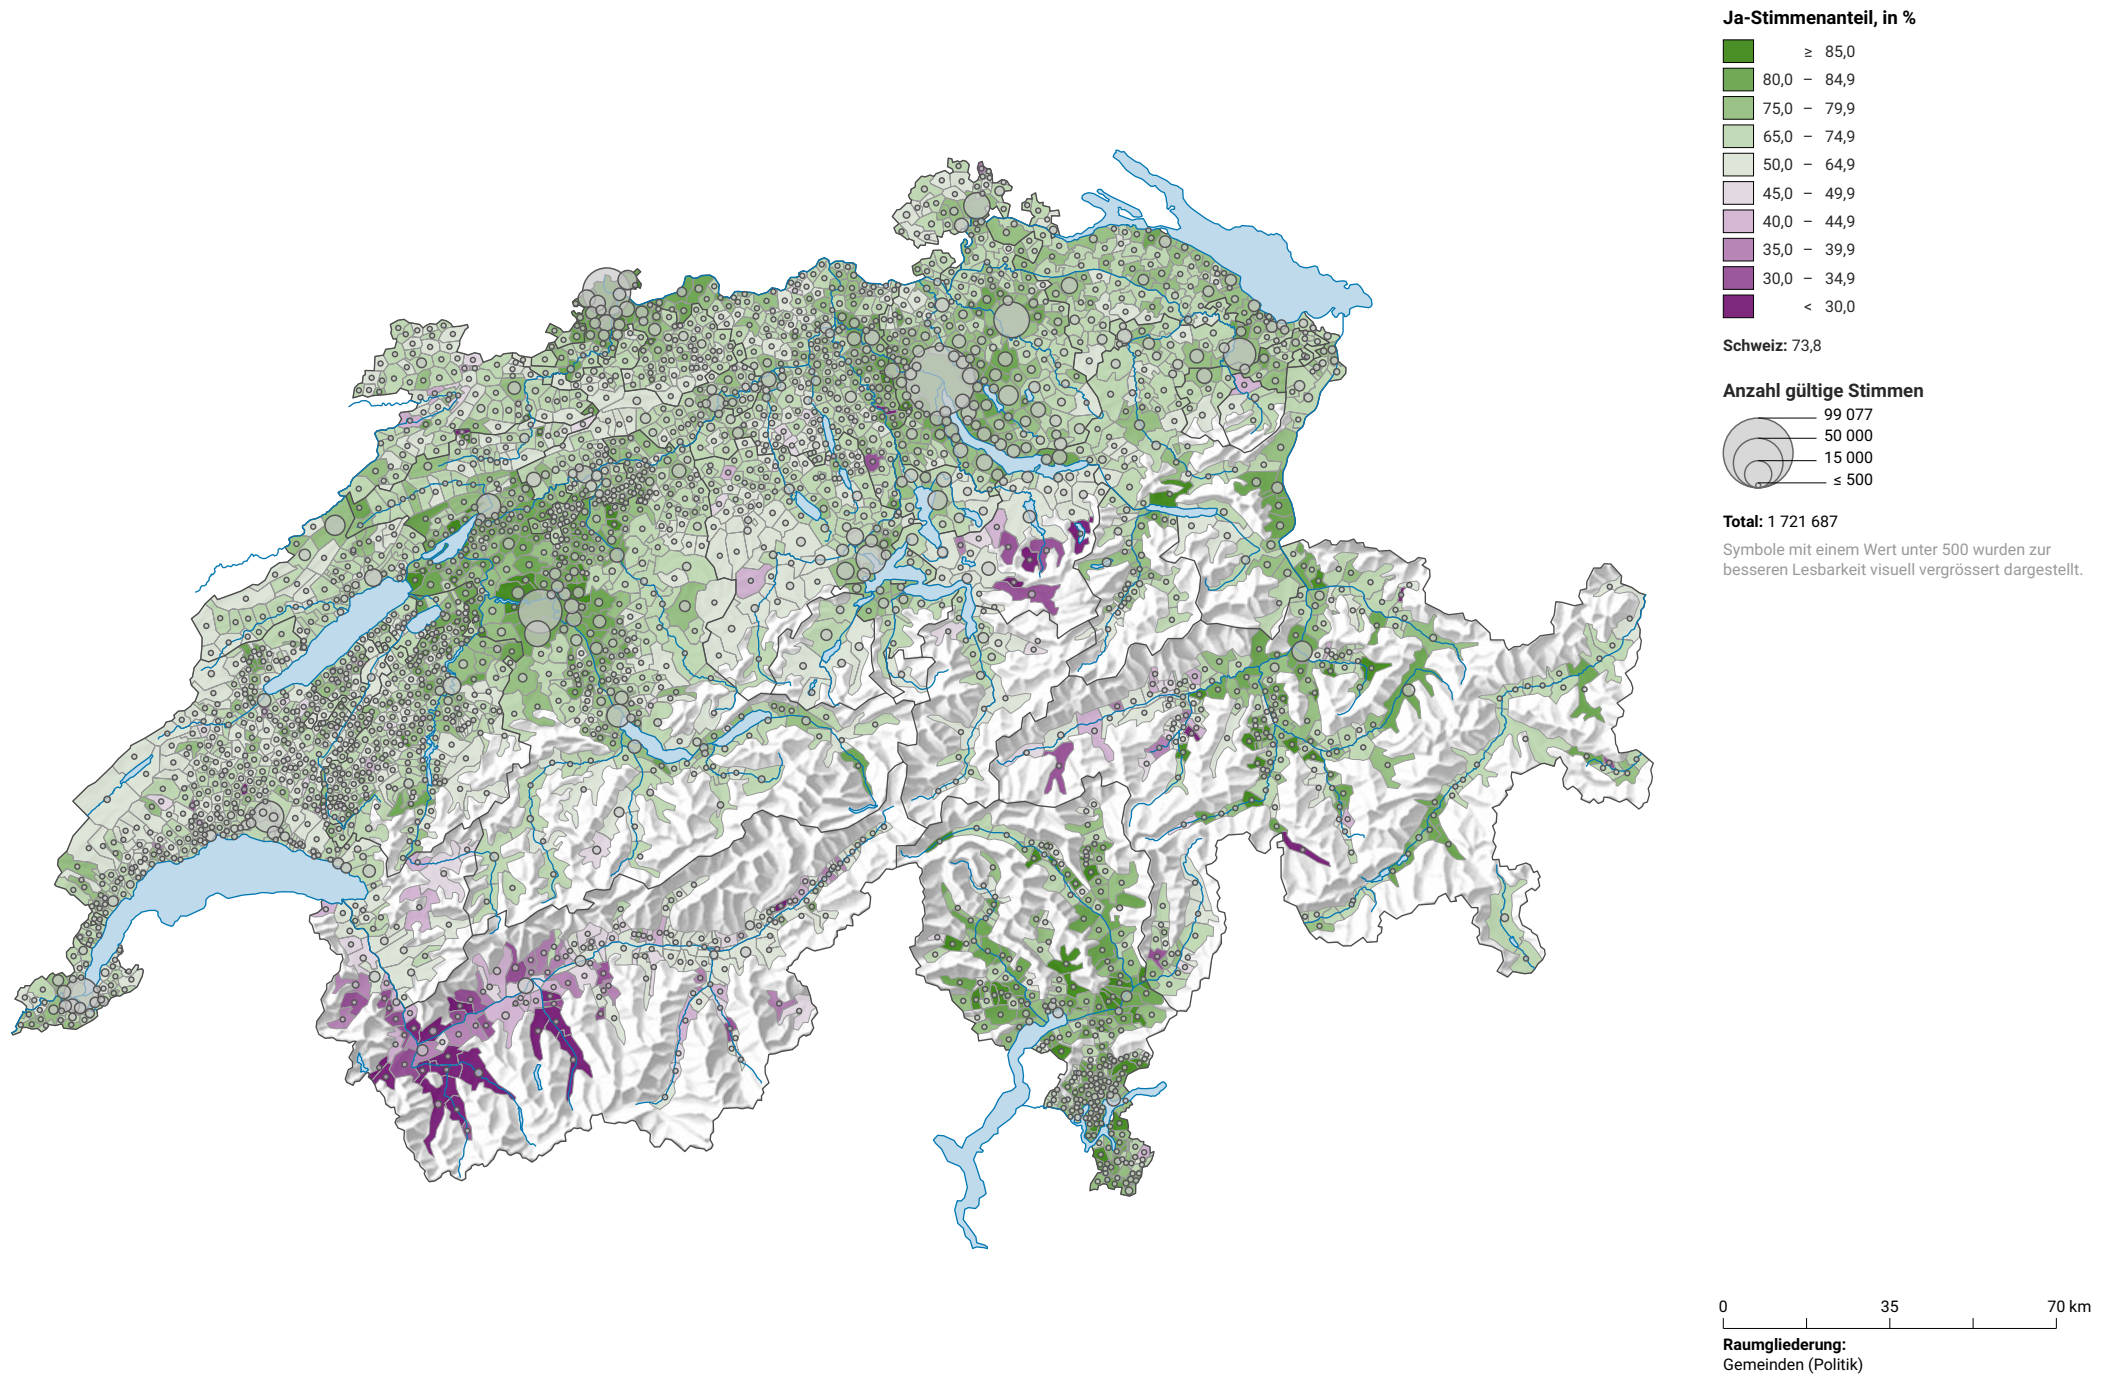 Ja-Stimmenanteil, in %
≥ 85,0
80,0 – 84,9
75,0 – 79,9
65,0 – 74,9
50,0 – 64,9
45,0 – 49,9
40,0 – 44,9
35,0 – 39,9
30,0 – 34,9
< 30,0
Schweiz: 73,8
Anzahl gültige Stimmen
99 077
50 000
15 000
≤ 500
Total: 1 721 687
Symbole mit einem Wert unter 500 wurden zur
besseren Lesbarkeit visuell vergrössert dargestellt.
0 35 70 km
Raumgliederung:
Gemeinden (Politik)